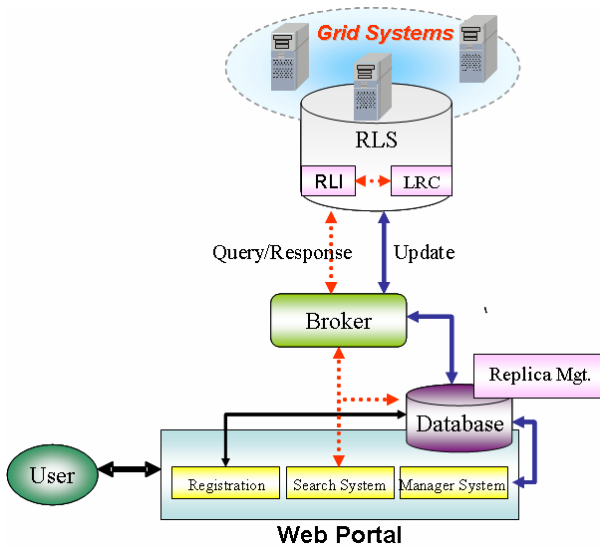 Grid Systems
RLS
RLI
LRC
Query/Response
Update
Broker
Replica Mgt.
Database
User
Registration
Search System
Manager System
Web Portal